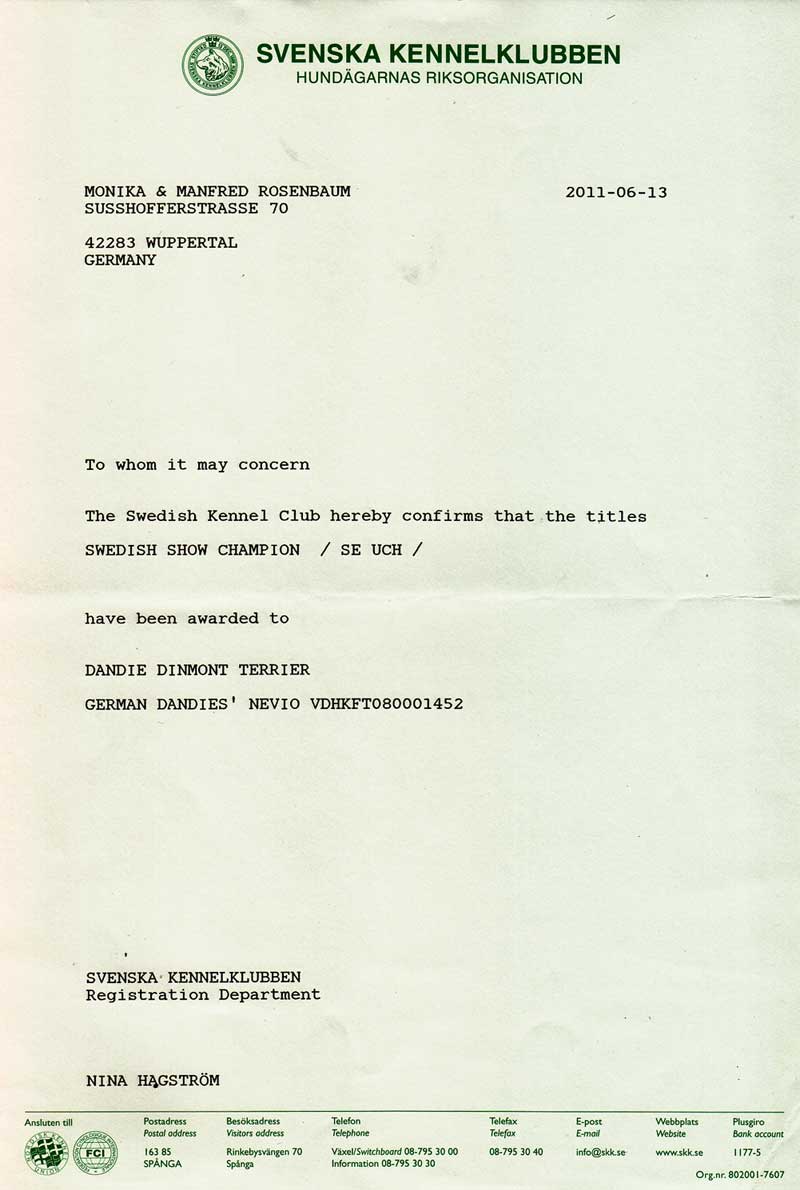 SVENSKA KENNELKLUBBEN
HUNDÄGARNAS RIKSORGANISATION
MONIKA & MANFRED ROSENBAUM 2011-06-13
SUSSHOFFERSTRASSE 70
42283 WUPPERTAL
GERMANY
To whom it may concern
The Swedish Kennel Club hereby confirms that the titles
SWEDISH SHOW CHAMPION / SE UCH /
have been awarded to
DANDIE DINMONT TERRIER
GERMAN DANDIES' NEVIO VDHKFT080001452
SVENSKA KENNELKLUBBEN
Registration Department
NINA HAGSTRÖM
Ansluten till Postadress Besöksadress Telefon Telefax E-post Webbplats Plusgiro
Postal address Visitors address Telephone Telefax E-mail Website Bank account
163 85 Rinkebysvängen 70 Växel/Switchboard 08-795 30 00 08-795 30 40 info@skk.se www.skk.se 1177-5
SPÅNGA Spånga Information 08-795 30 30
FCI
Org.nr. 802001-7607